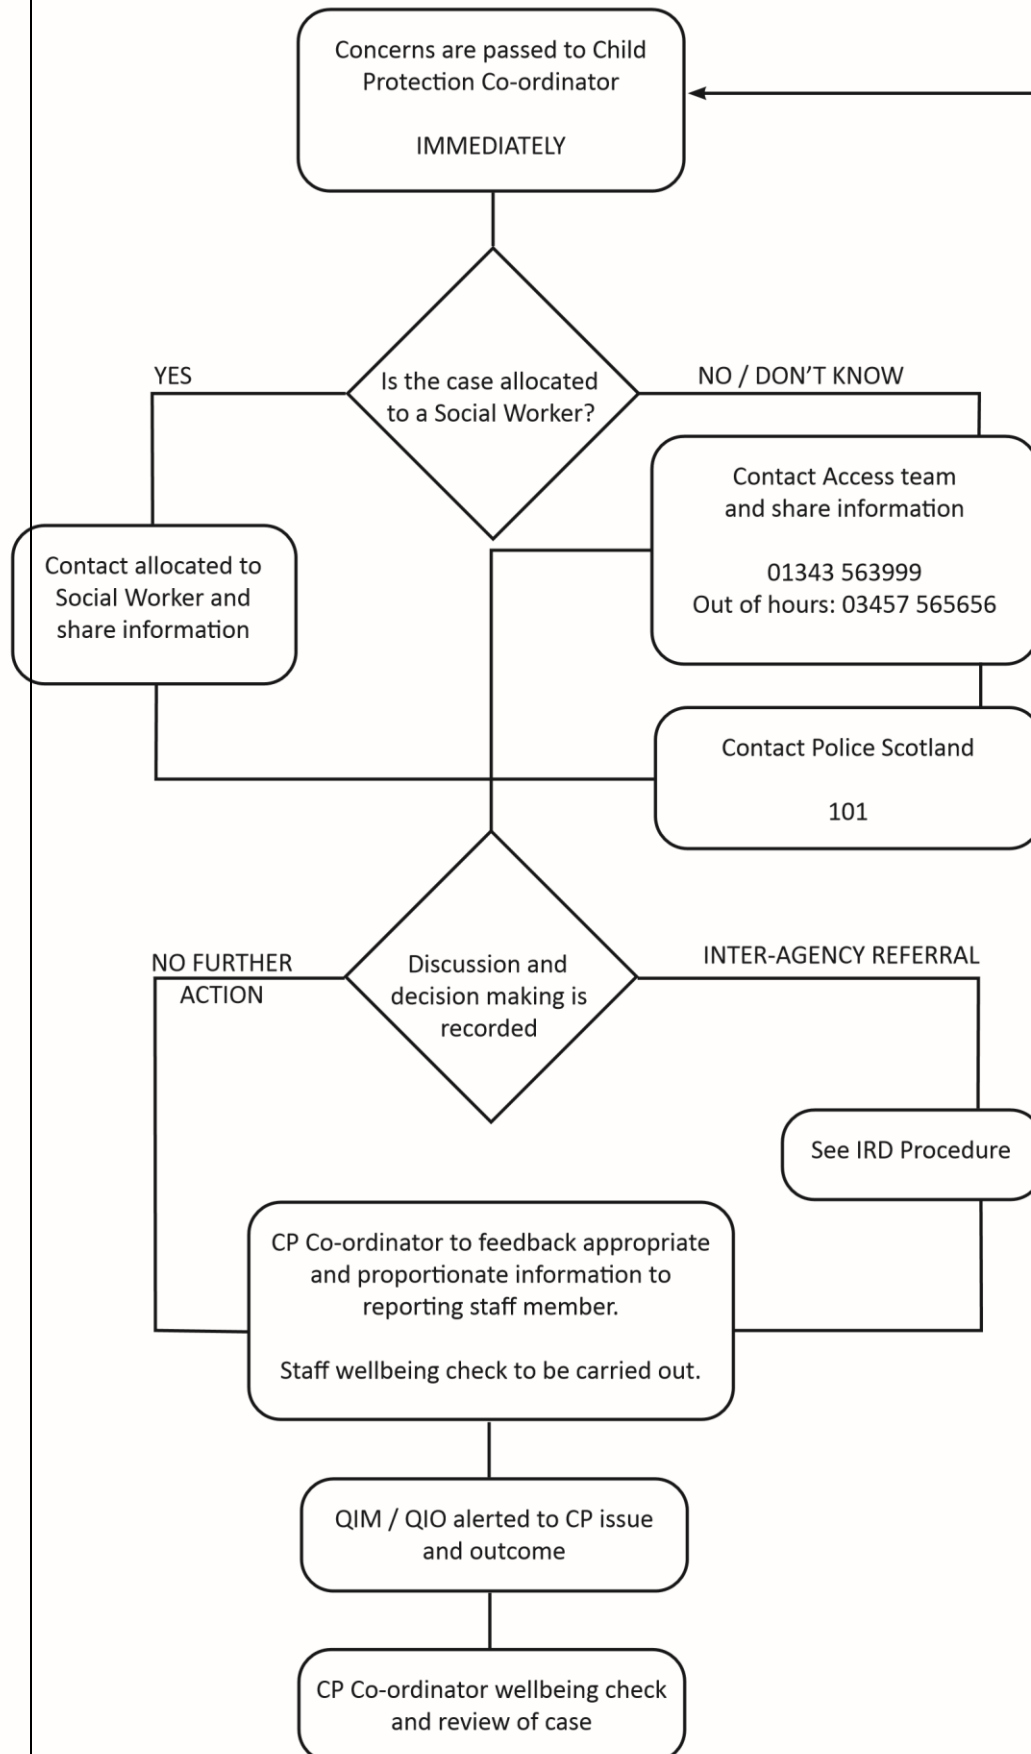 Concerns are passed to Child
Protection Co-ordinator
IMMEDIATELY
Is the case allocated
to a Social Worker?
YES
NO / DON'T KNOW
Contact allocated to
Social Worker and
share information
Contact Access team
and share information
01343 563999
Out of hours: 03457 565656
Contact Police Scotland
101
Discussion and
decision making is
recorded
NO FURTHER
ACTION
INTER-AGENCY REFERRAL
See IRD Procedure
CP Co-ordinator to feedback appropriate
and proportionate information to
reporting staff member.
Staff wellbeing check to be carried out.
QIM / QIO alerted to CP issue
and outcome
CP Co-ordinator wellbeing check
and review of case